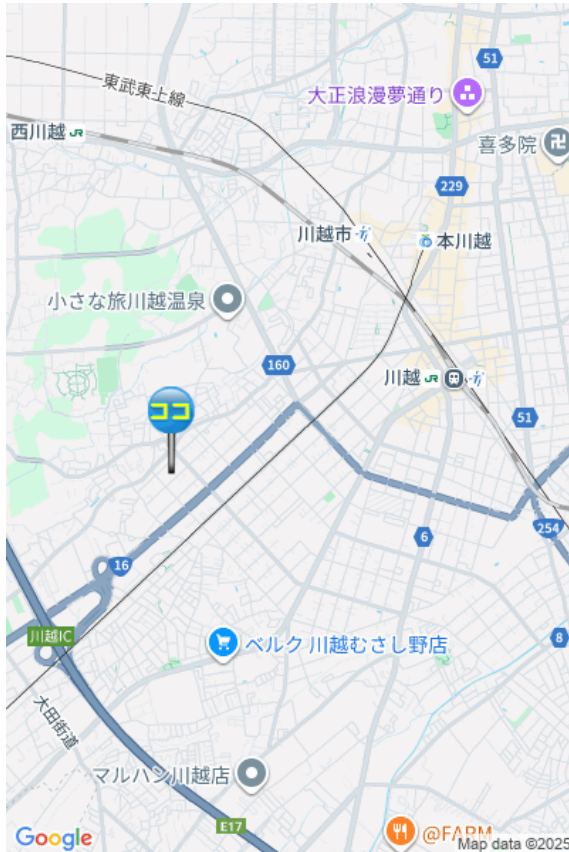 51
東武東上線
大正浪漫夢通り
西川越 JR
喜多院
卍
229
川越市
本川越
小さな旅川越温泉
160
川越 JR
ココ
51
6
254
16
川越IC
ベルク 川越むさし野店
8
大田街道
マルハン川越店
E17
@FARM
Google
Map data ©2025